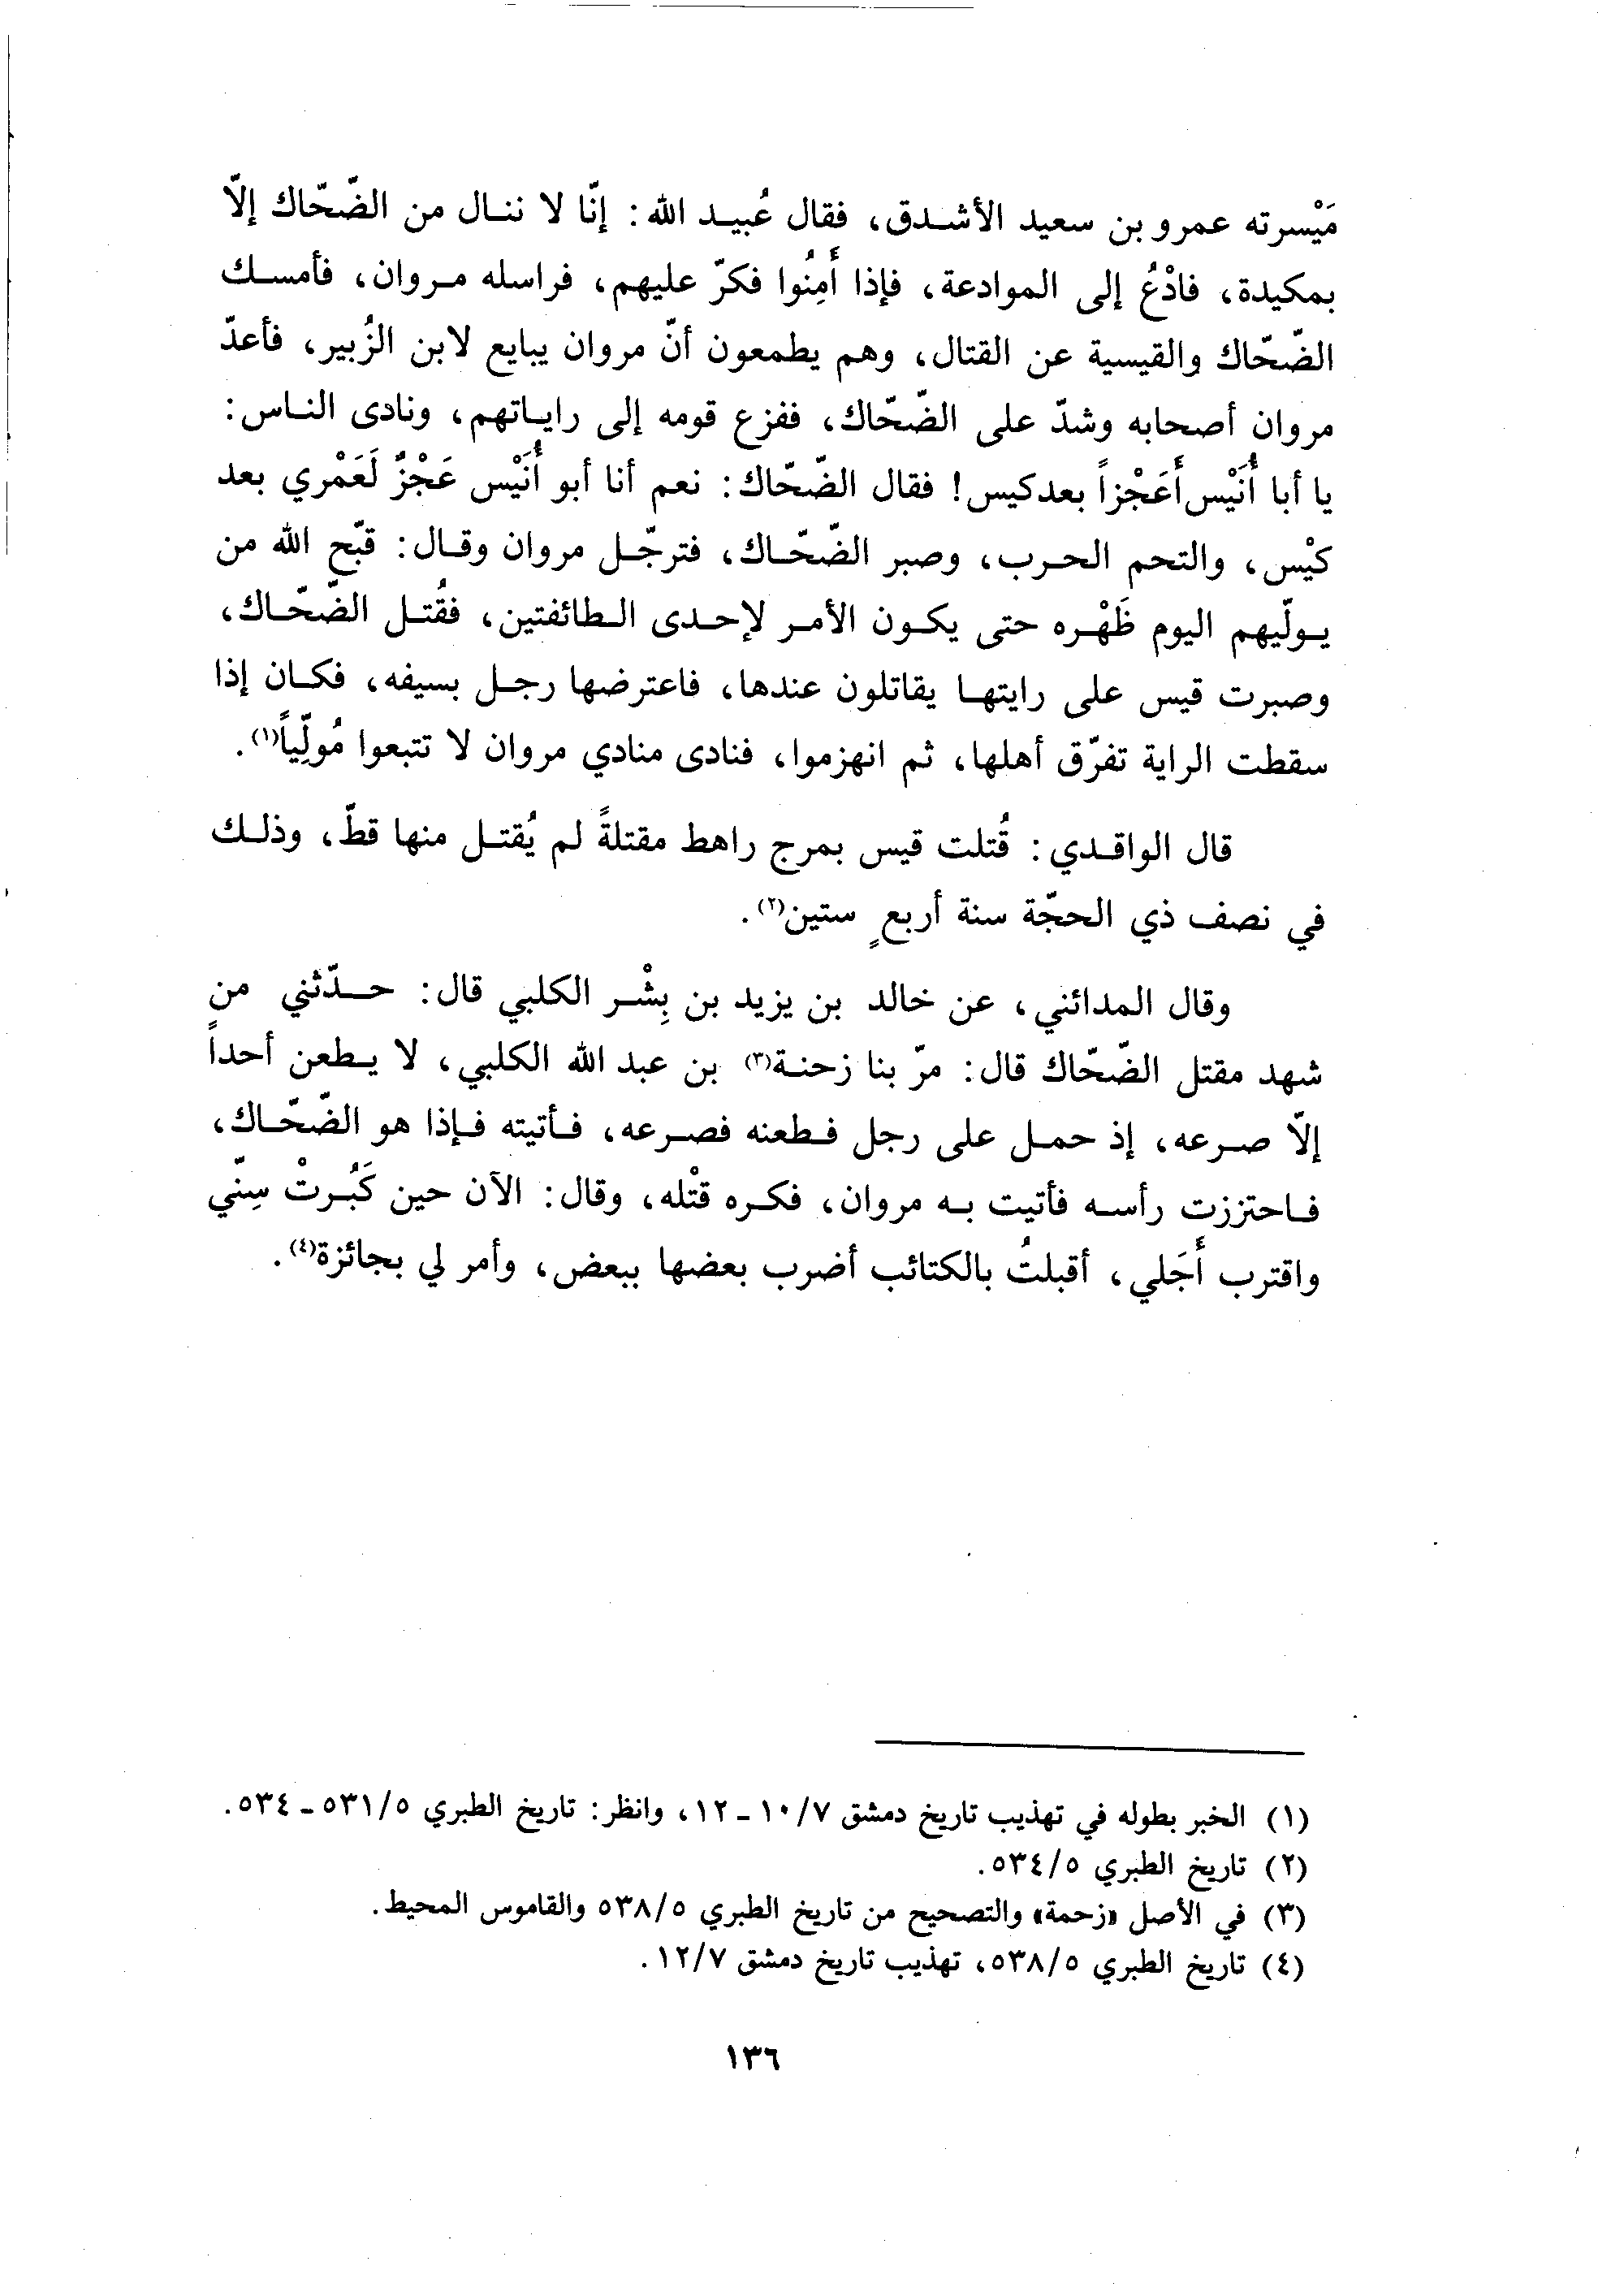 مَيْسرته عمرو بن سعيد الأشدق، فقال عُبيد الله: إنّا لا ننال من الضّحّاك إلّا
بمكيدة، فادْعُ إلى الموادعة، فإذا أَمِنُوا فكرّ عليهم، فراسله مروان، فأمسك
الضّحّاك والقيسية عن القتال، وهم يطمعون أنّ مروان يبايع لابن الزُبير، فأعدّ
مروان أصحابه وشدّ على الضّحّاك، ففزع قومه إلى راياتهم، ونادى الناس:
يا أبا أُنَيْس أَعَجْزاً بعد كيس! فقال الضّحّاك: نعم أنا أبو أُنَيْس عَجْزٌ لَعَمْري بعد
كيْس، والتحم الحرب، وصبر الضّحّاك، فترجّل مروان وقال: قبّح الله من
يولّيهم اليوم ظَهْره حتى يكون الأمر لإحدى الطائفتين، فقُتل الضّحّاك،
وصبرت قيس على رايتها يقاتلون عندها، فاعترضها رجل بسيفه، فكان إذا
سقطت الراية تفرّق أهلها، ثم انهزموا، فنادى منادي مروان لا تتبعوا مُولّياً(١).
قال الواقدي: قُتلت قيس بمرج راهط مقتلةً لم يُقتل منها قطّ، وذلك
في نصف ذي الحجّة سنة أربعٍ ستين(٢).
وقال المدائني، عن خالد بن يزيد بن بِشْر الكلبي قال: حدّثني من
شهد مقتل الضّحّاك قال: مرّ بنا زحنة(٣) بن عبد الله الكلبي، لا يطعن أحداً
إلّا صرعه، إذ حمل على رجل فطعنه فصرعه، فأتيته فإذا هو الضّحّاك،
فاحتززت رأسه فأتيت به مروان، فكره قتْله، وقال: الآن حين كَبُرتْ سِنّي
واقترب أَجَلي، أقبلتُ بالكتائب أضرب بعضها ببعض، وأمر لي بجائزة(٤).
(١) الخبر بطوله في تهذيب تاريخ دمشق ١٠/٧ - ١٢، وانظر: تاريخ الطبري ٥٣١/٥ - ٥٣٤.
(٢) تاريخ الطبري ٥٣٤/٥.
(٣) في الأصل «زحمة» والتصحيح من تاريخ الطبري ٥٣٨/٥ والقاموس المحيط.
(٤) تاريخ الطبري ٥٣٨/٥، تهذيب تاريخ دمشق ١٢/٧.
١٣٦